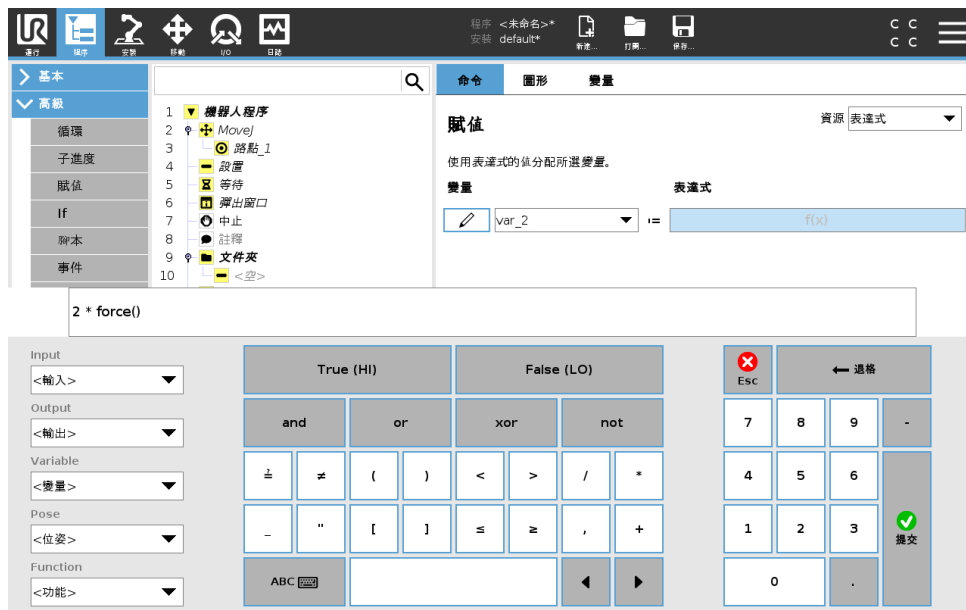 程序 <未命名>*
安裝 default*
運行
程序
安裝
移動
I/O
日誌
新建...
打開...
保存...
C C
C C
基本
高級
循環
子進度
賦值
If
腳本
事件
1 機器人程序
2 MoveJ
3 路點_1
4 設置
5 等待
6 彈出窗口
7 中止
8 註釋
9 文件夾
10 <空>
命令 圖形 變量
賦值
資源 表達式
使用表達式的值分配所選變量。
變量 表達式
var_2 := f(x)
2 * force()
Input
<輸入>
Output
<輸出>
Variable
<變量>
Pose
<位姿>
Function
<功能>
True (HI) False (LO)
and or xor not
≟ ≠ ( ) < > / *
_ " [ ] ≤ ≥ , +
ABC
Esc 退格
7 8 9 -
4 5 6
1 2 3 提交
0 .